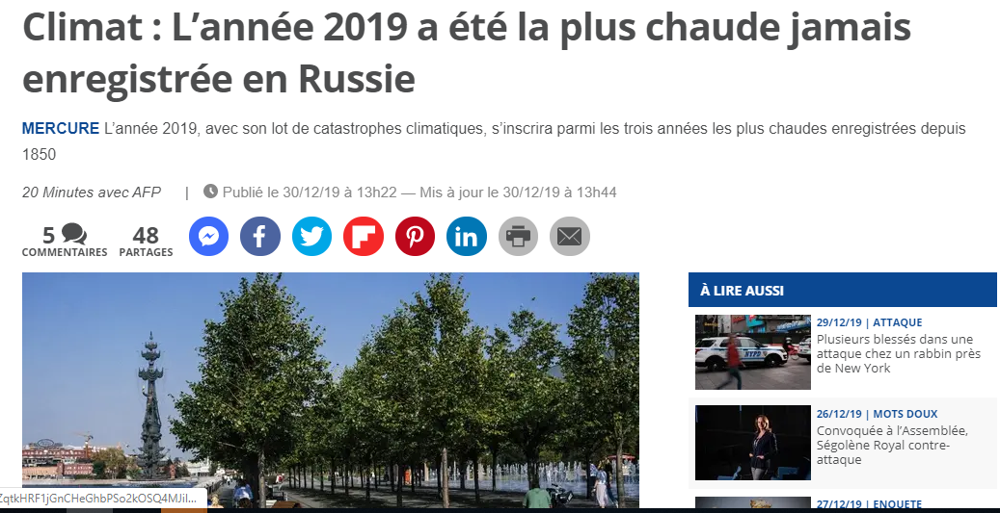 Climat : L’année 2019 a été la plus chaude jamais
enregistrée en Russie
MERCURE L’année 2019, avec son lot de catastrophes climatiques, s’inscrira parmi les trois années les plus chaudes enregistrées depuis
1850
20 Minutes avec AFP | Publié le 30/12/19 à 13h22 — Mis à jour le 30/12/19 à 13h44
5 48
COMMENTAIRES PARTAGES
À LIRE AUSSI
29/12/19 | ATTAQUE
Plusieurs blessés dans une
attaque chez un rabbin près
de New York
NYPD
26/12/19 | MOTS DOUX
Convoquée à l’Assemblée,
Ségolène Royal contre-
attaque
27/12/19 | ENQUETE